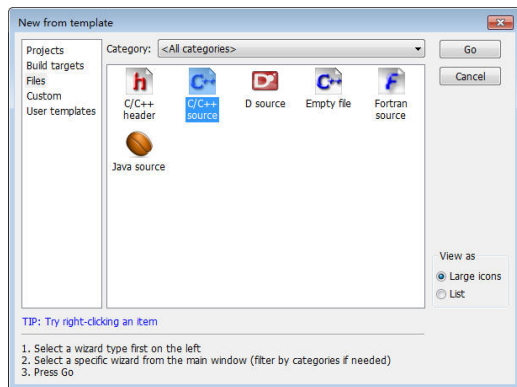 New from template
Projects
Build targets
Files
Custom
User templates
Category: <All categories>
Go
Cancel
h
C/C++
header
C++
C/C++
source
D
D source
C++
Empty file
F
Fortran
source
Java source
View as
Large icons
List
TIP: Try right-clicking an item
1. Select a wizard type first on the left
2. Select a specific wizard from the main window (filter by categories if needed)
3. Press Go